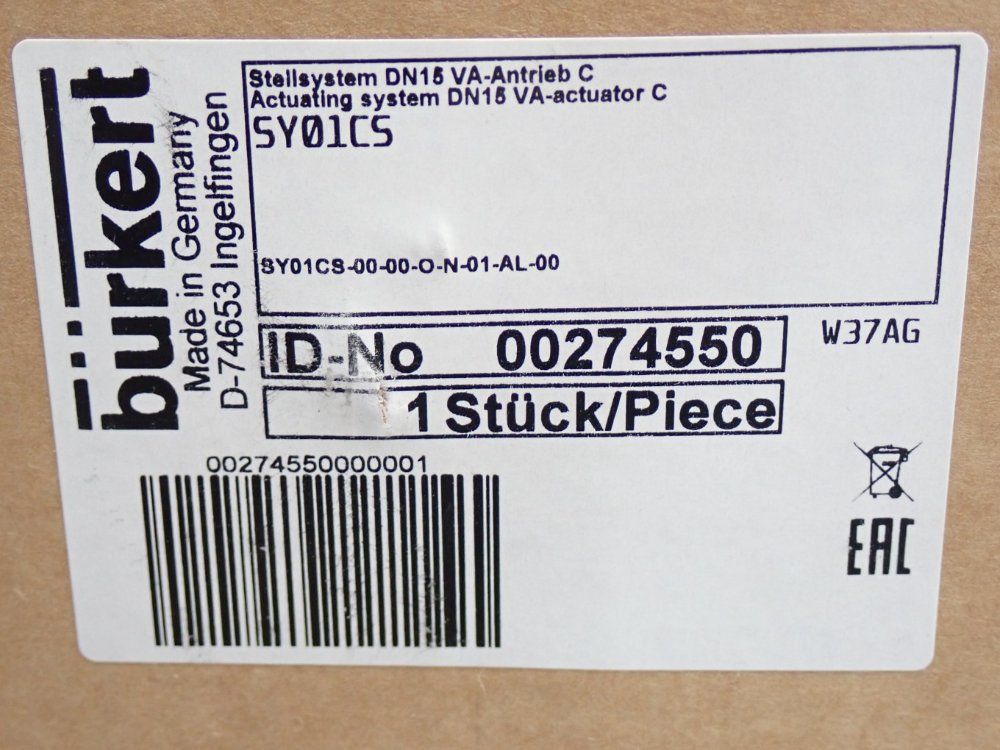 bürkert
Made in Germany
D-74653 Ingelfingen
Stellsystem DN15 VA-Antrieb C
Actuating system DN15 VA-actuator C
SY01CS
SY01CS-00-00-O-N-01-AL-00
ID-No 00274550
W37AG
1 Stück/Piece
00274550000001
EAC